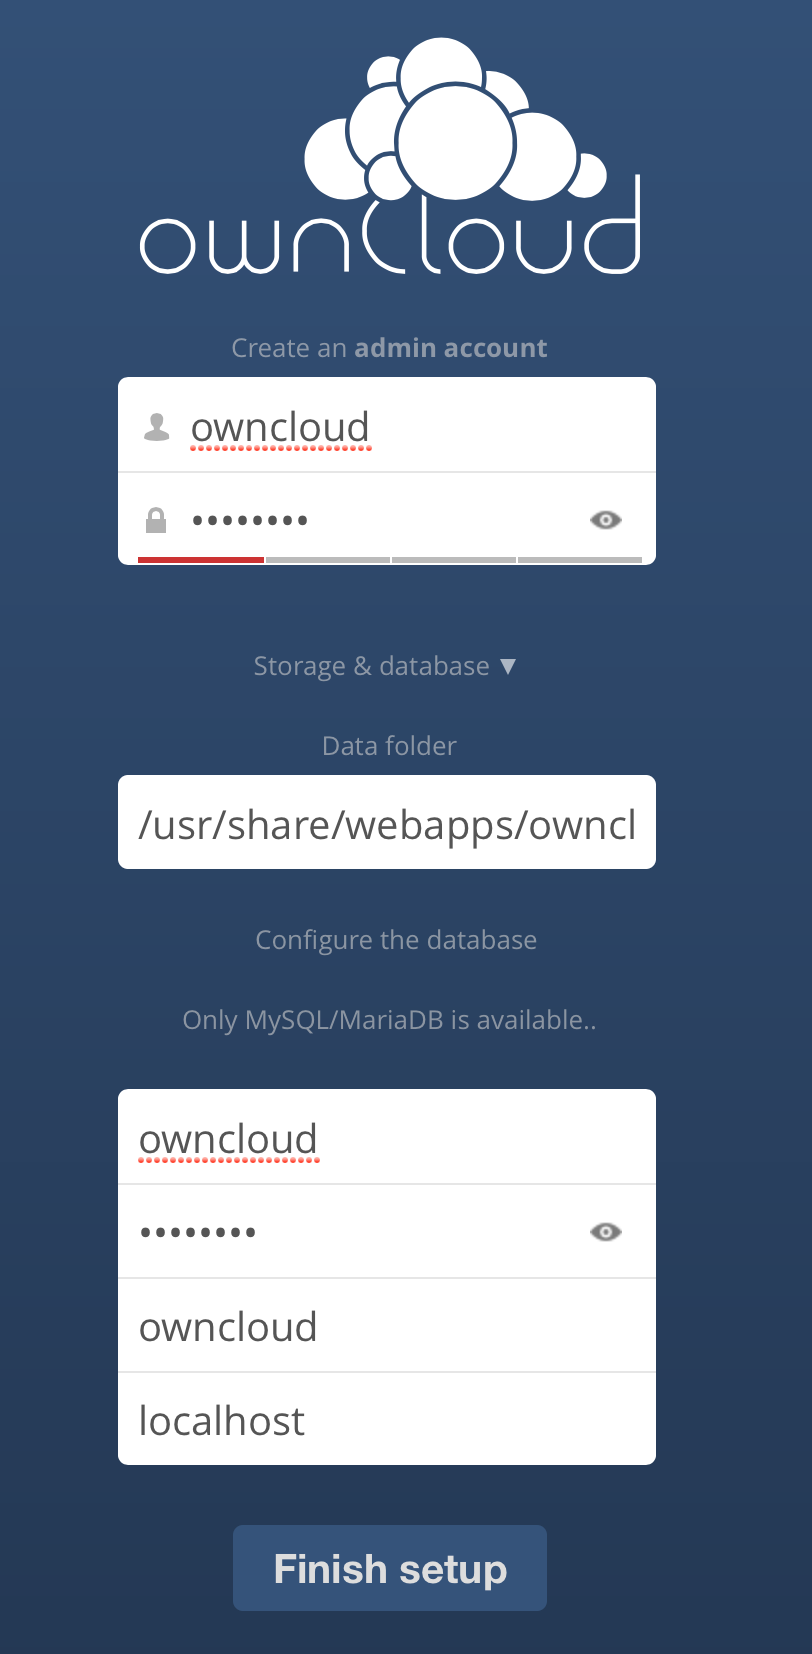 ownCloud
Create an admin account
owncloud
••••••••
Storage & database ▼
Data folder
/usr/share/webapps/owncl
Configure the database
Only MySQL/MariaDB is available..
owncloud
••••••••
owncloud
localhost
Finish setup